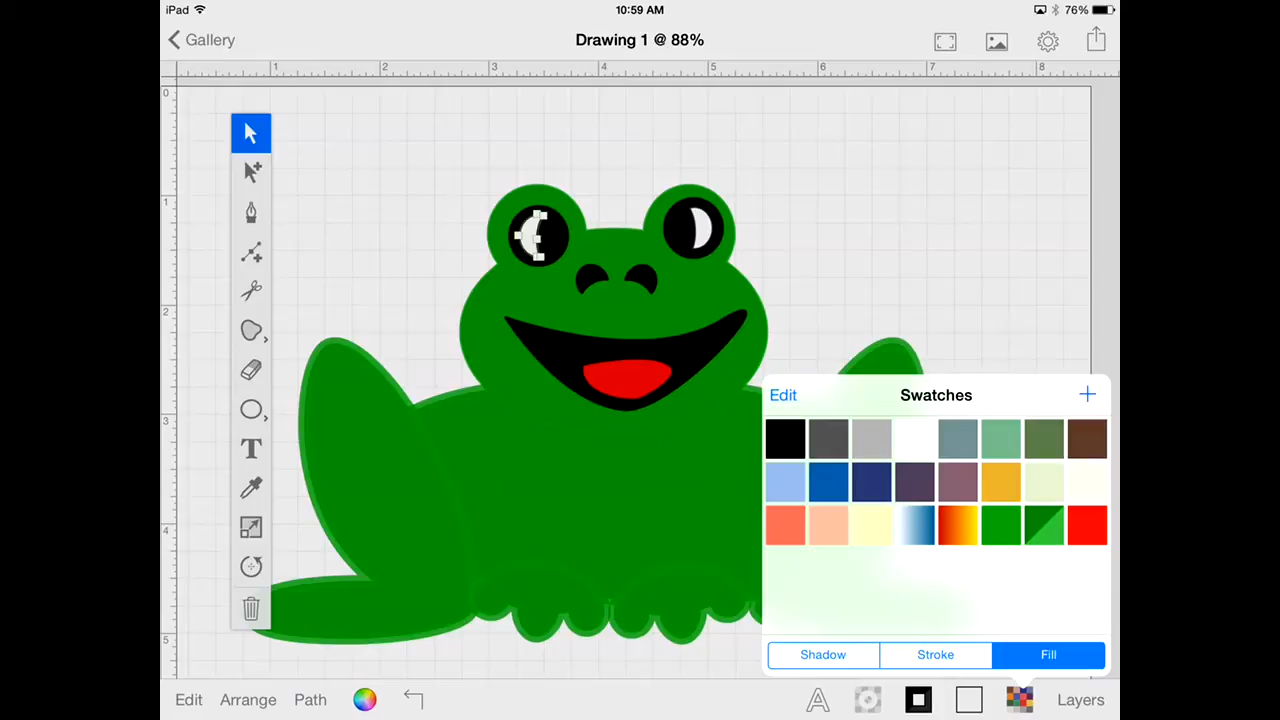 iPad 10:59 AM 76%
Gallery Drawing 1 @ 88%
1 2 3 4 5 6 7 8
0
1
2
3
4
5
T
Edit Swatches +
Shadow Stroke Fill
Edit Arrange Path A Layers